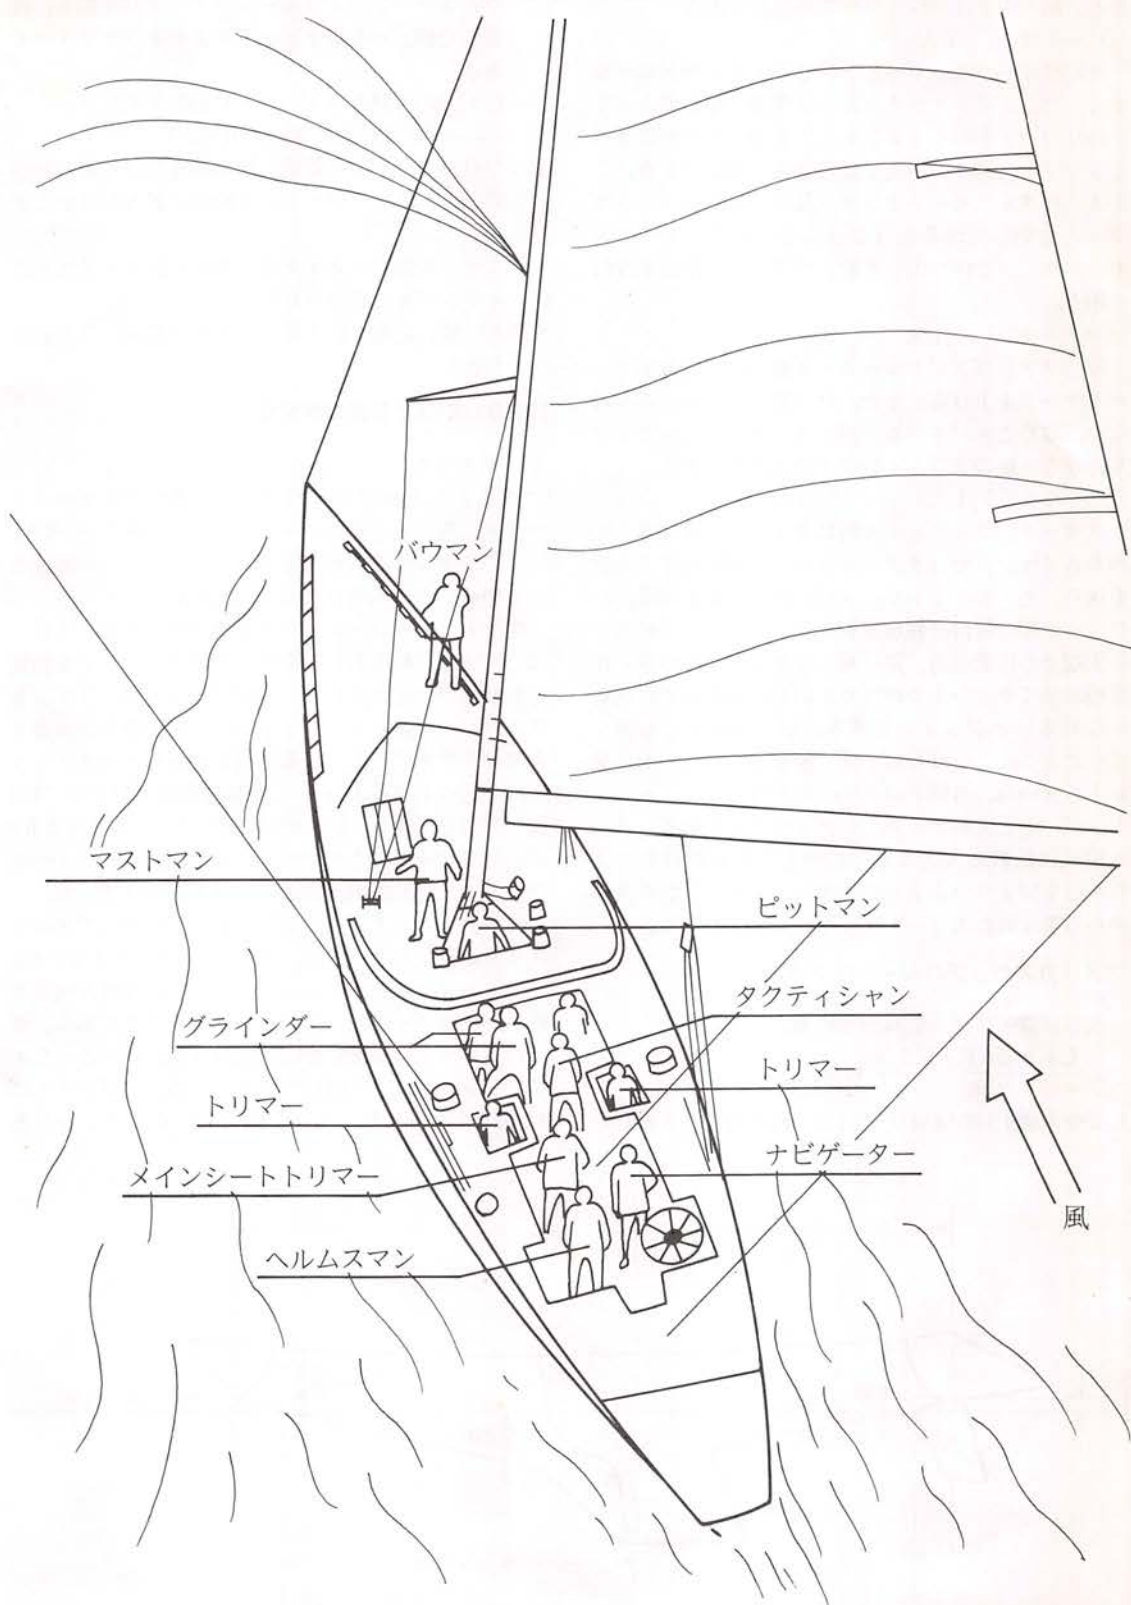 バウマン
マストマン
ピットマン
タクティシャン
グラインダー
トリマー
トリマー
メインシートトリマー
ナビゲーター
風
ヘルムスマン